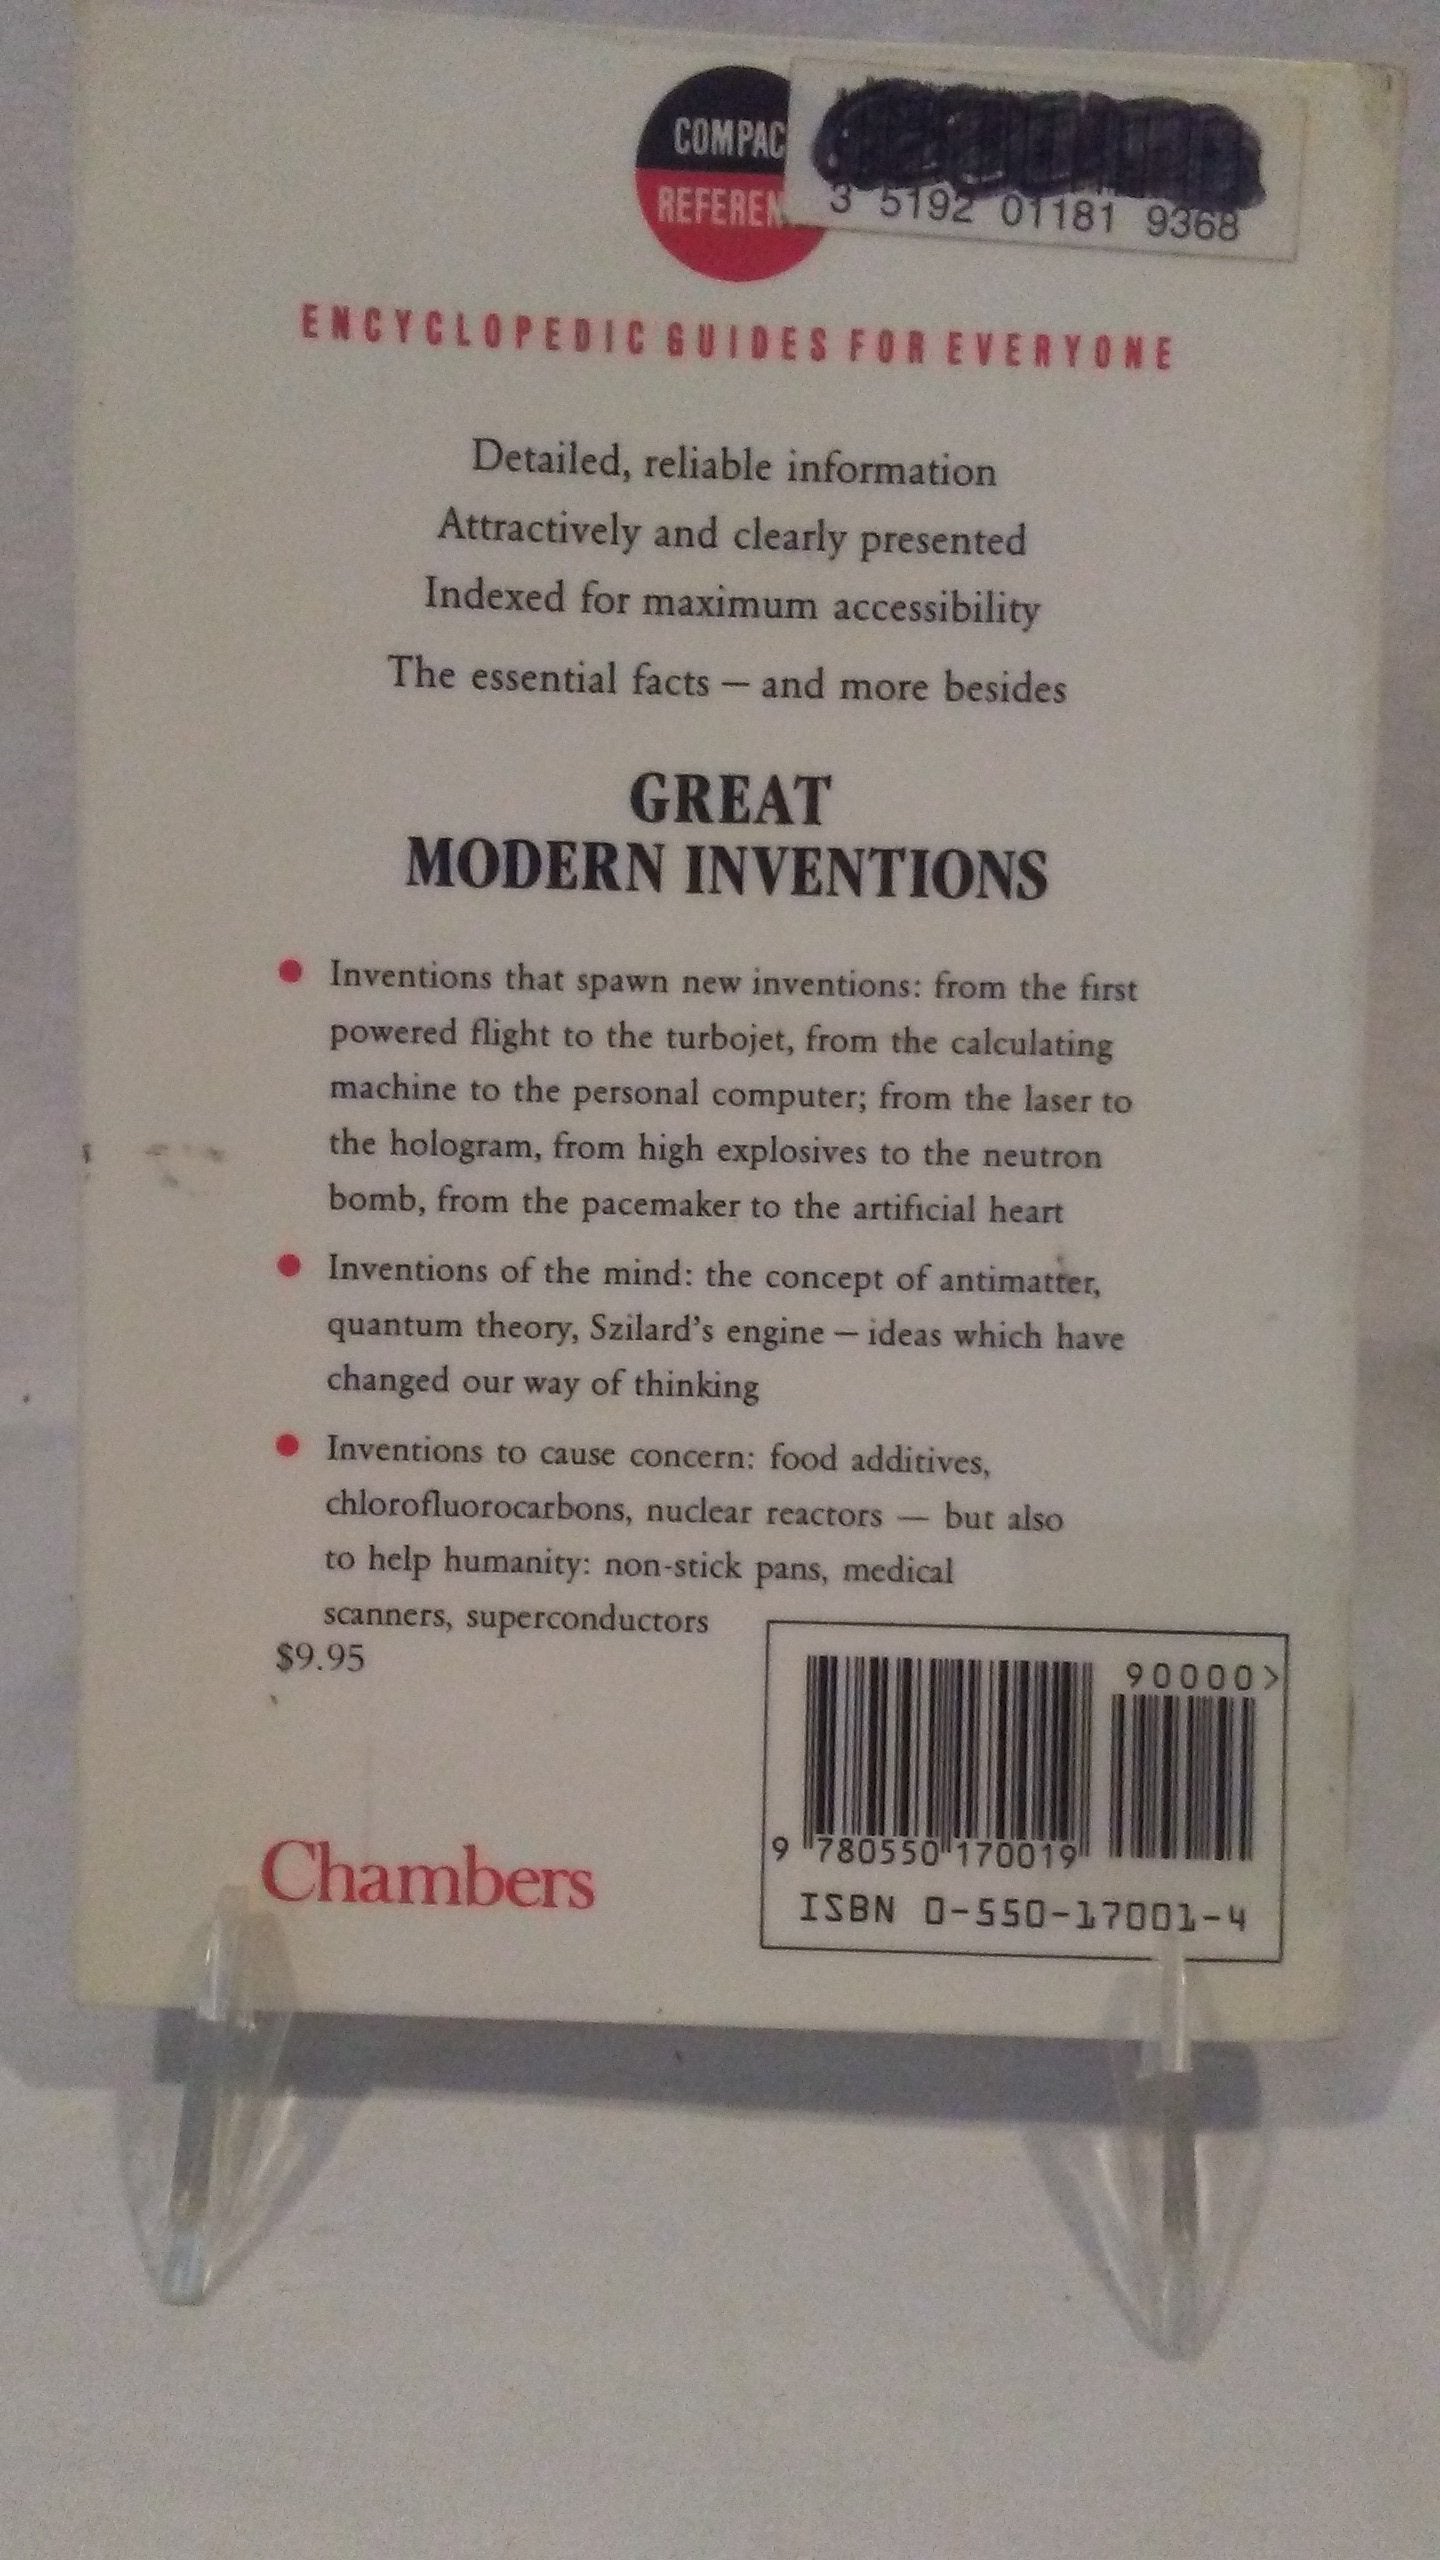 COMPAC
REFEREN
3 5192 01181 9368
ENCYCLOPEDIC GUIDES FOR EVERYONE
Detailed, reliable information
Attractively and clearly presented
Indexed for maximum accessibility
The essential facts – and more besides
GREAT
MODERN INVENTIONS
● Inventions that spawn new inventions: from the first
powered flight to the turbojet, from the calculating
machine to the personal computer; from the laser to
the hologram, from high explosives to the neutron
bomb, from the pacemaker to the artificial heart
● Inventions of the mind: the concept of antimatter,
quantum theory, Szilard's engine – ideas which have
changed our way of thinking
● Inventions to cause concern: food additives,
chlorofluorocarbons, nuclear reactors — but also
to help humanity: non-stick pans, medical
scanners, superconductors
$9.95
90000>
9 780550 170019
ISBN 0-550-17001-4
Chambers